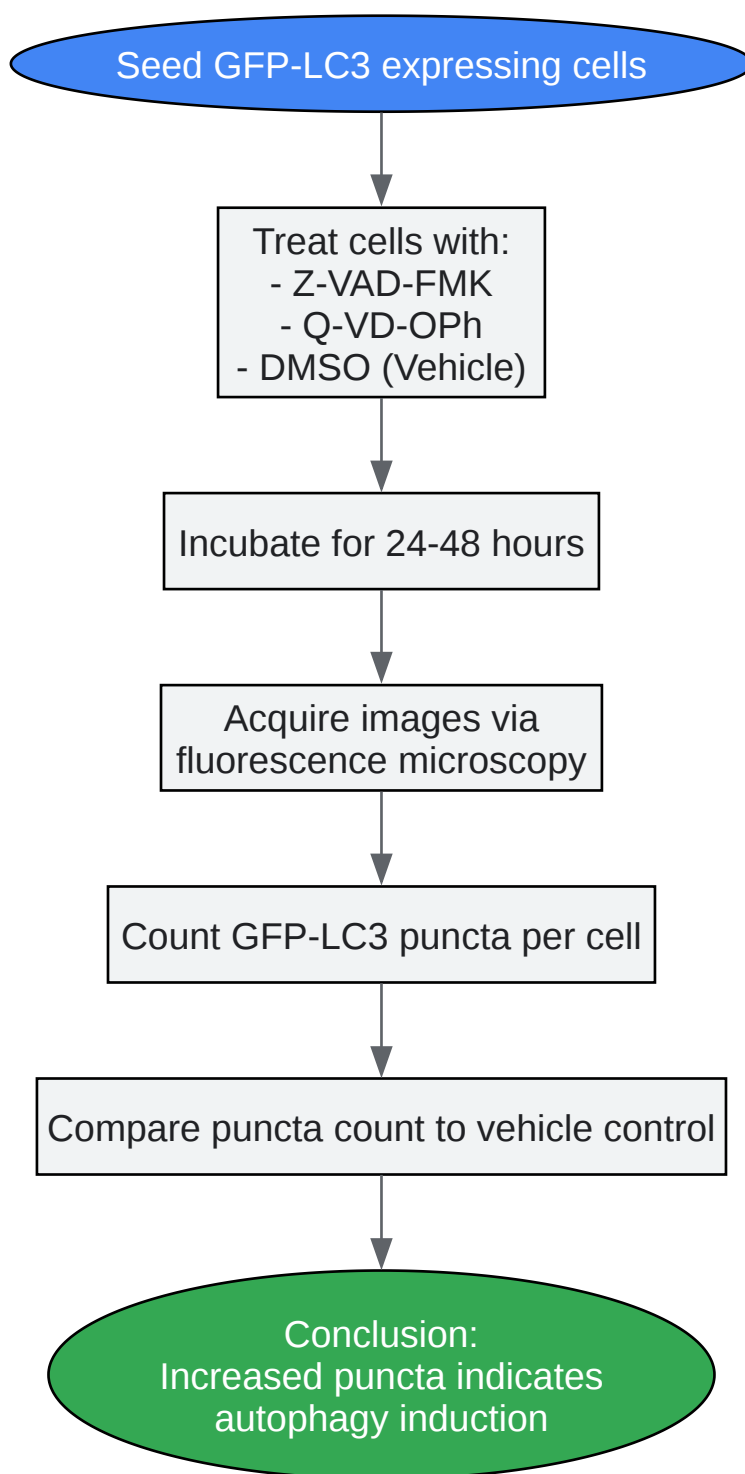 Seed GFP-LC3 expressing cells
Treat cells with:
- Z-VAD-FMK
- Q-VD-OPh
- DMSO (Vehicle)
Incubate for 24-48 hours
Acquire images via
fluorescence microscopy
Count GFP-LC3 puncta per cell
Compare puncta count to vehicle control
Conclusion:
Increased puncta indicates
autophagy induction